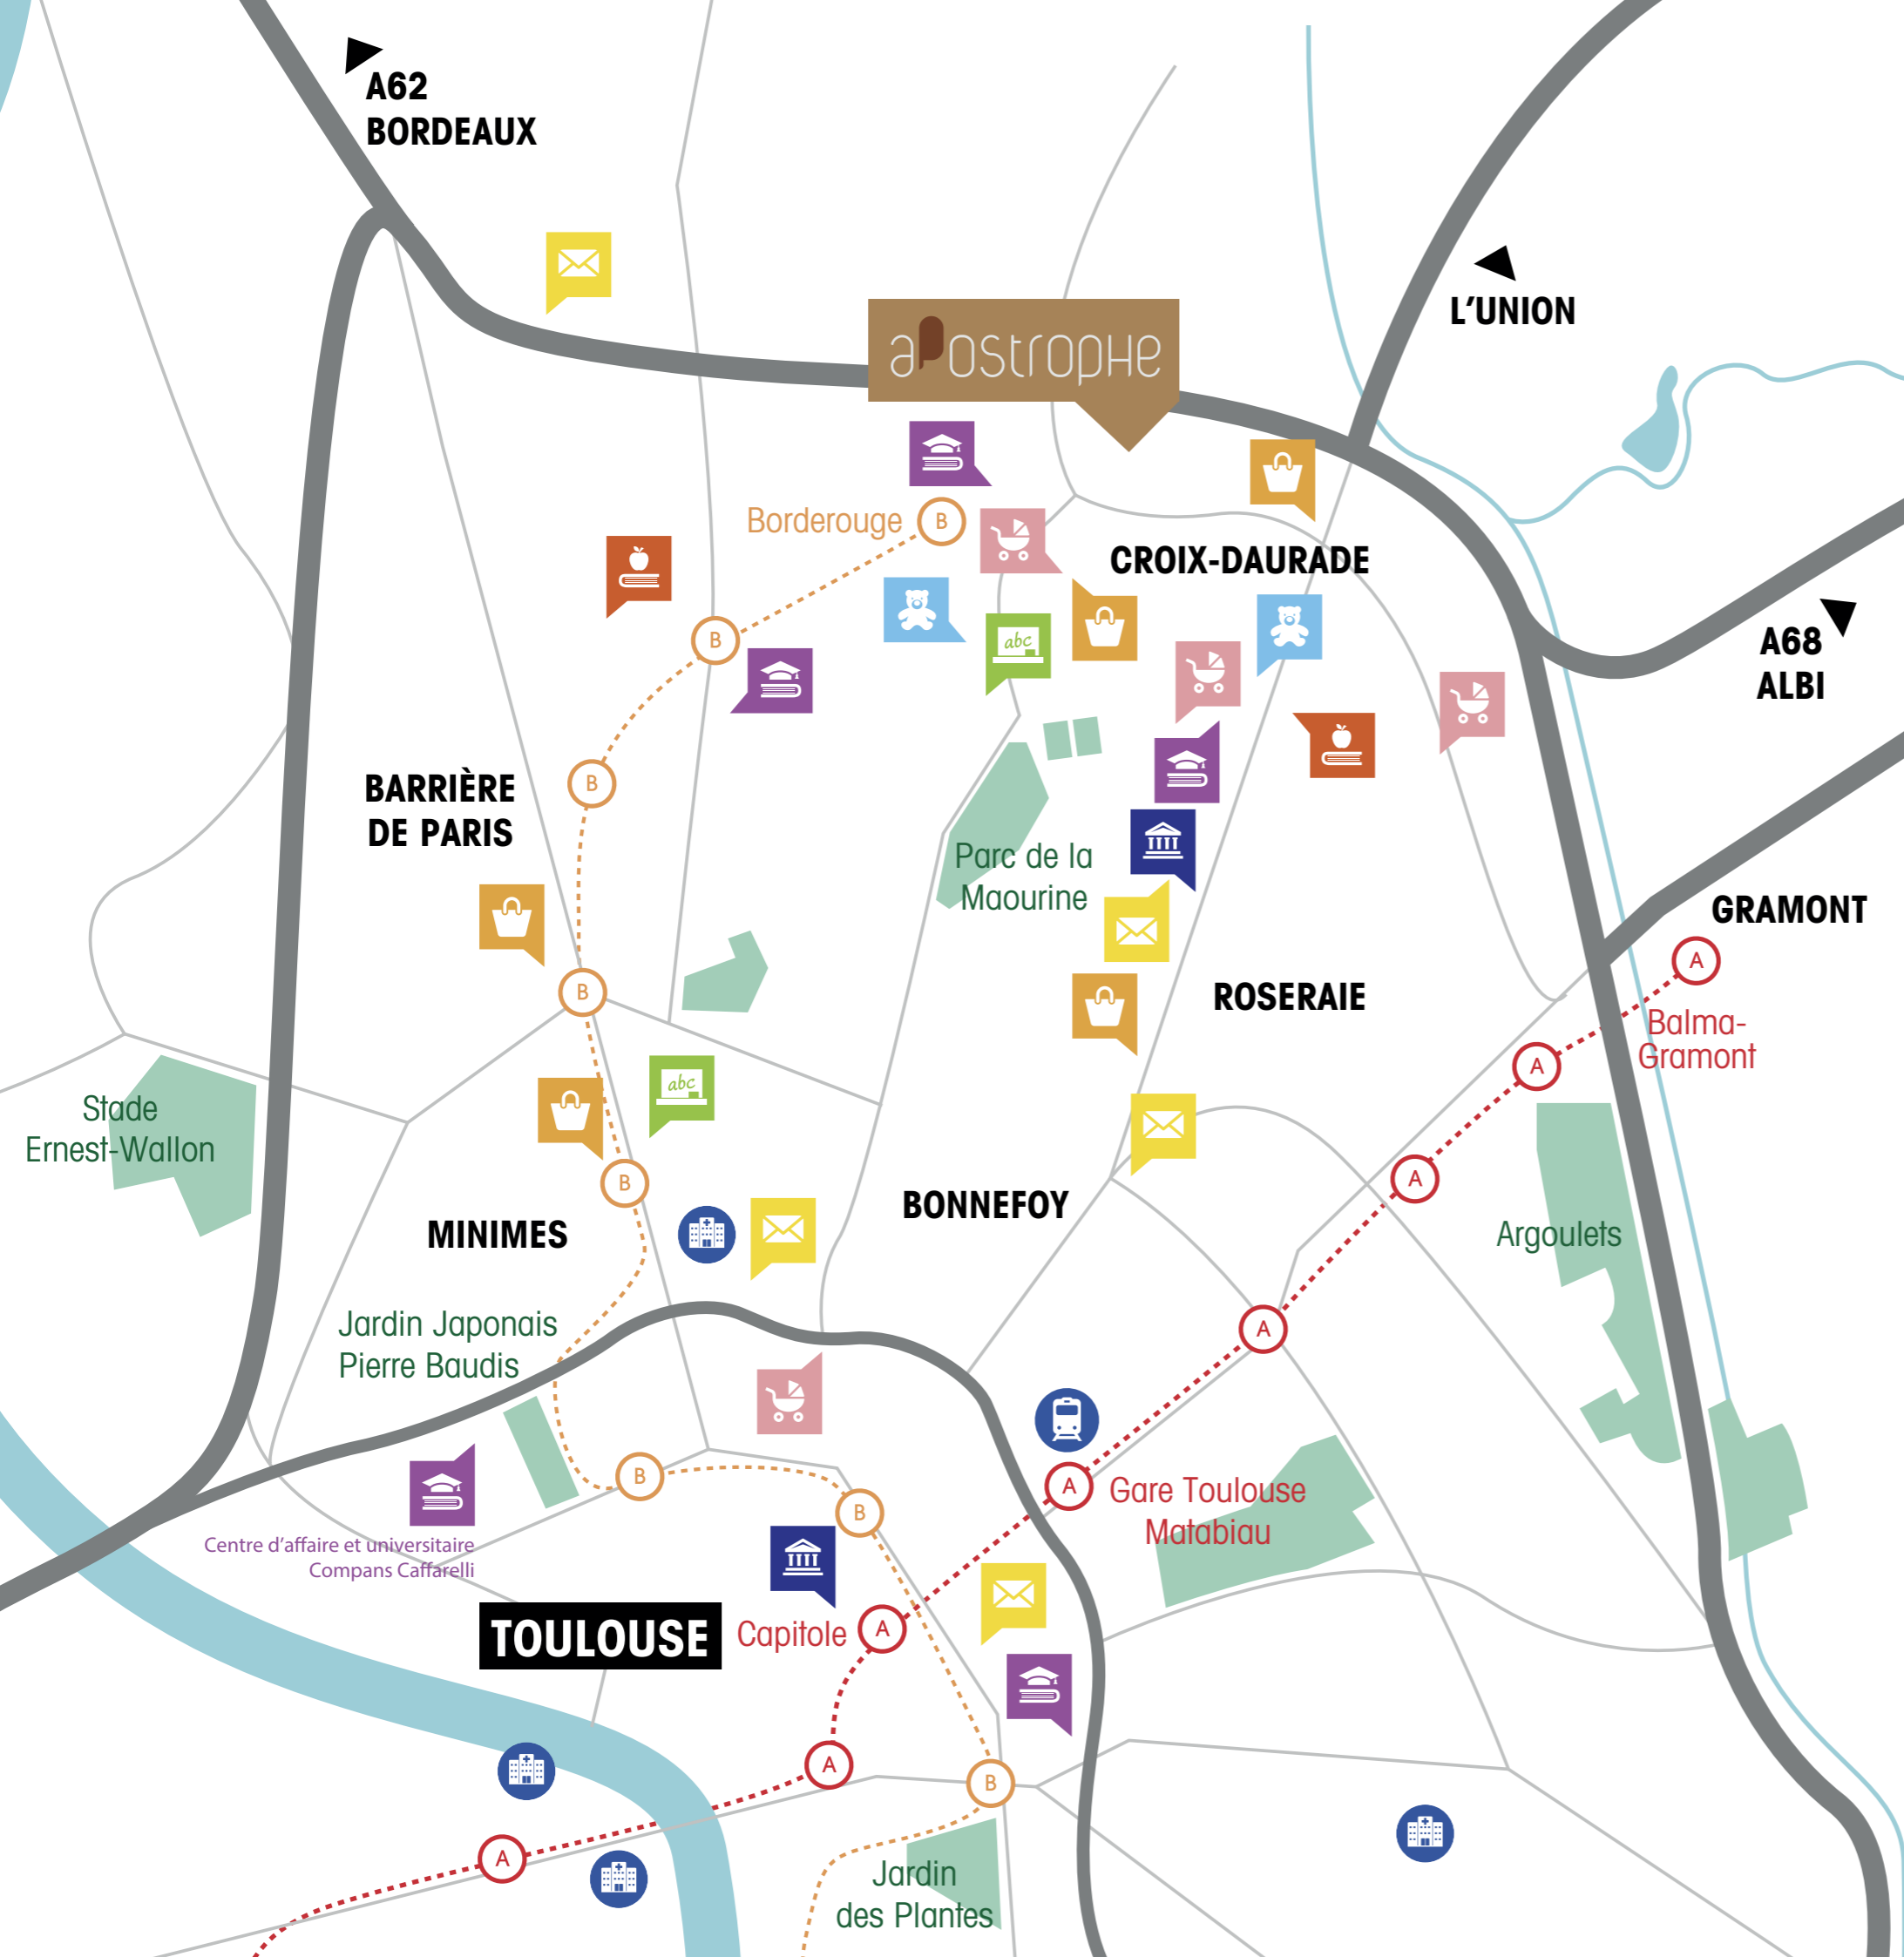 A62
BORDEAUX
L'UNION
aPostrophe
Borderouge
B
CROIX-DAURADE
abc
B
A68
ALBI
B
BARRIÈRE
DE PARIS
Parc de la
Maourine
GRAMONT
A
B
ROSERAIE
Balma-
Gramont
A
abc
Stade
Ernest-Wallon
B
A
MINIMES
BONNEFOY
Argoulets
Jardin Japonais
Pierre Baudis
A
B
A
Gare Toulouse
Matabiau
B
Centre d'affaire et universitaire
Compans Caffarelli
TOULOUSE
Capitole
A
A
B
A
Jardin
des Plantes